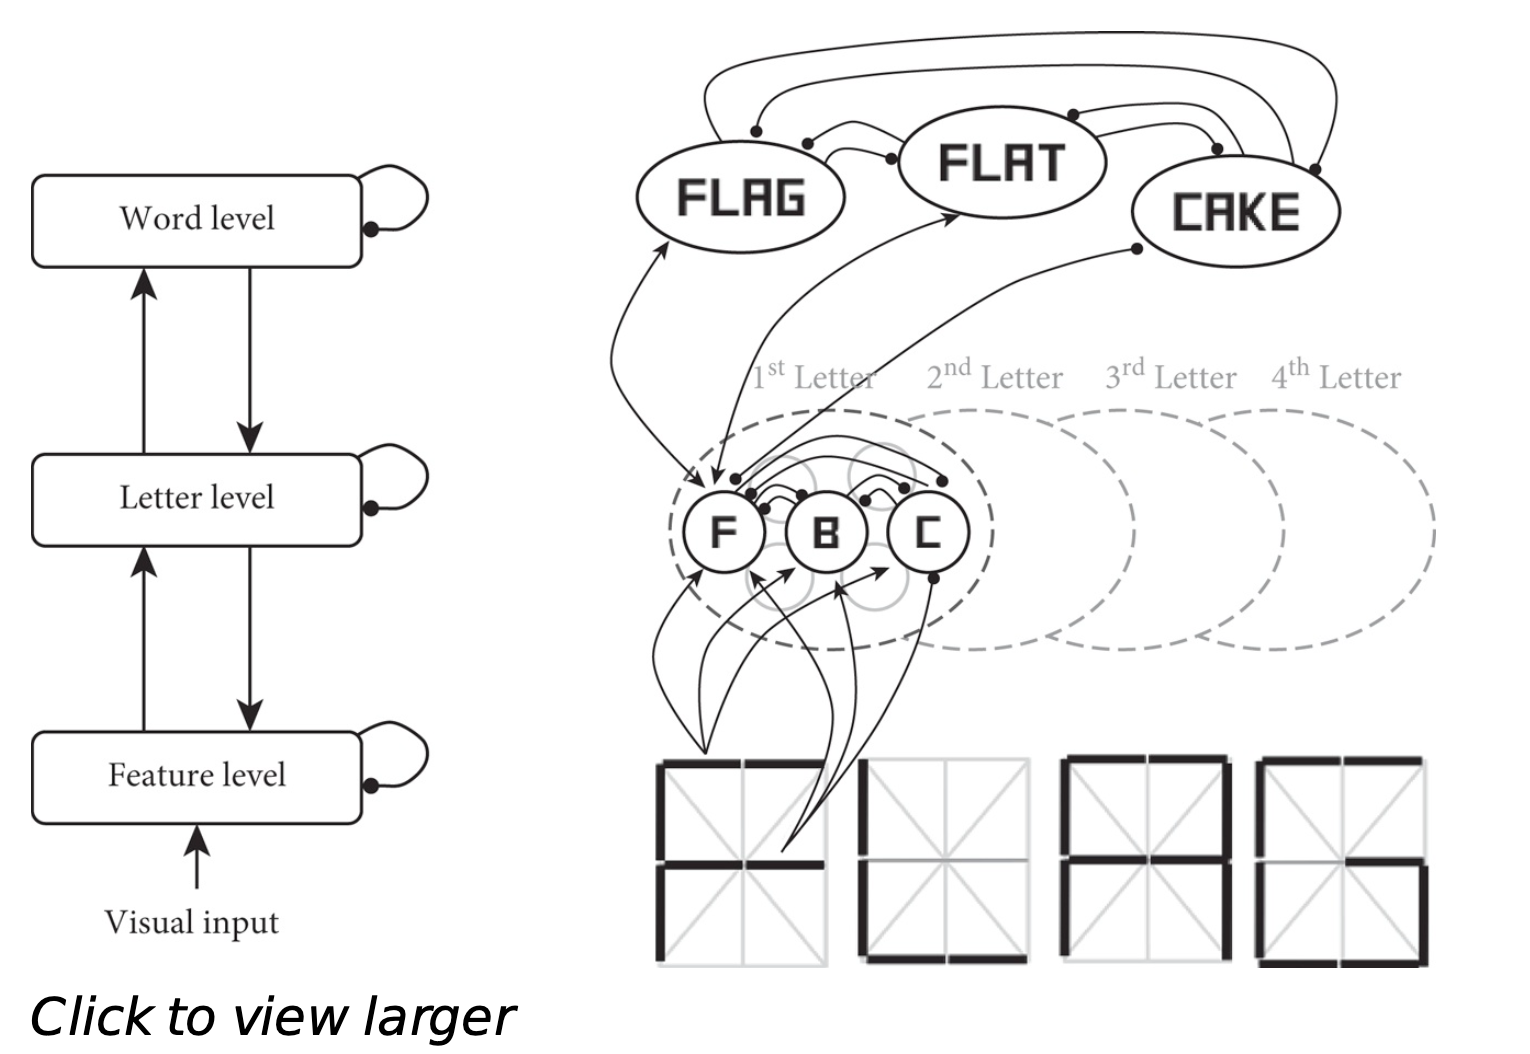 Word level
Letter level
Feature level
Visual input
FLAG
FLAT
CAKE
1st Letter
2nd Letter
3rd Letter
4th Letter
F
B
C
Click to view larger